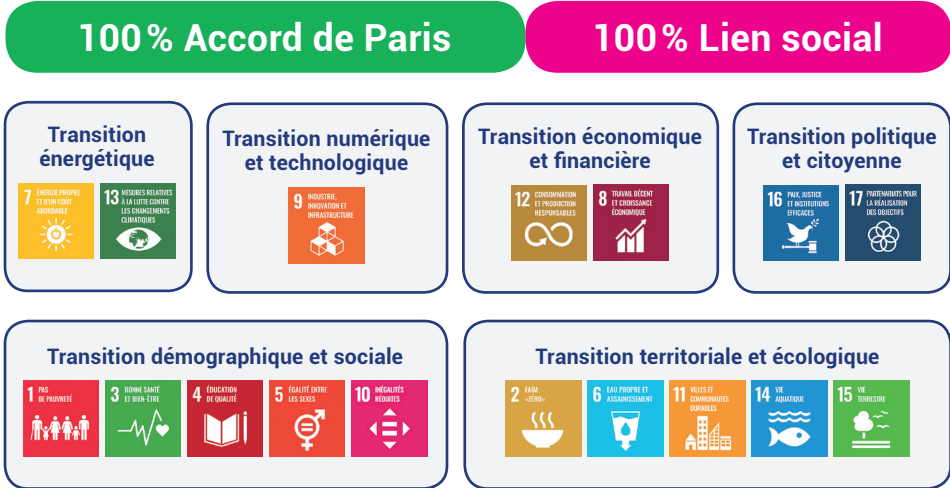 100 % Accord de Paris
100 % Lien social
Transition
énergétique
7 ÉNERGIE PROPRE
ET D'UN COÛT
ABORDABLE
13 MESURES RELATIVES
À LA LUTTE CONTRE
LES CHANGEMENTS
CLIMATIQUES
Transition numérique
et technologique
9 INDUSTRIE,
INNOVATION ET
INFRASTRUCTURE
Transition économique
et financière
12 CONSOMMATION
ET PRODUCTION
RESPONSABLES
8 TRAVAIL DÉCENT
ET CROISSANCE
ÉCONOMIQUE
Transition politique
et citoyenne
16 PAIX, JUSTICE
ET INSTITUTIONS
EFFICACES
17 PARTENARIATS POUR
LA RÉALISATION
DES OBJECTIFS
Transition démographique et sociale
1 PAS
DE PAUVRETÉ
3 BONNE SANTÉ
ET BIEN-ÊTRE
4 ÉDUCATION
DE QUALITÉ
5 ÉGALITÉ ENTRE
LES SEXES
10 INÉGALITÉS
RÉDUITES
Transition territoriale et écologique
2 FAIM
«ZÉRO»
6 EAU PROPRE ET
ASSAINISSEMENT
11 VILLES ET
COMMUNAUTÉS
DURABLES
14 VIE
AQUATIQUE
15 VIE
TERRESTRE